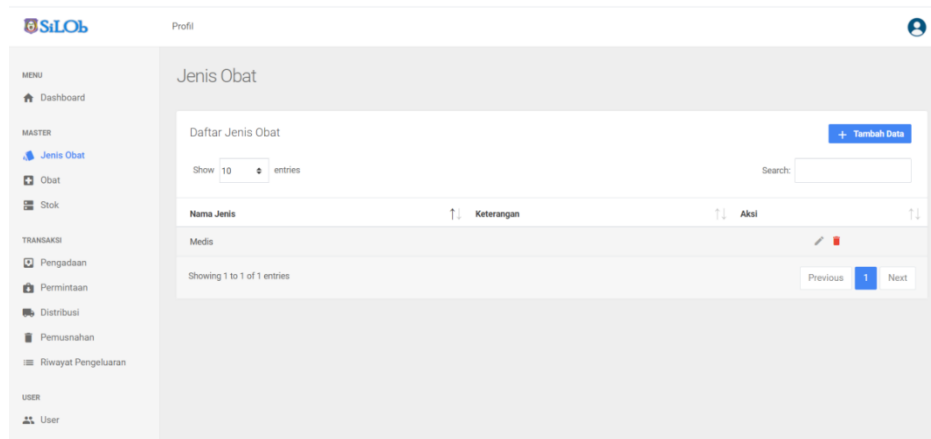 SiLOb
Profil
MENU
Dashboard
MASTER
Jenis Obat
Obat
Stok
TRANSAKSI
Pengadaan
Permintaan
Distribusi
Pemusnahan
Riwayat Pengeluaran
USER
User
Jenis Obat
Daftar Jenis Obat
+ Tambah Data
Show 10 entries
Search:
Nama Jenis Keterangan Aksi
Medis
Showing 1 to 1 of 1 entries
Previous 1 Next